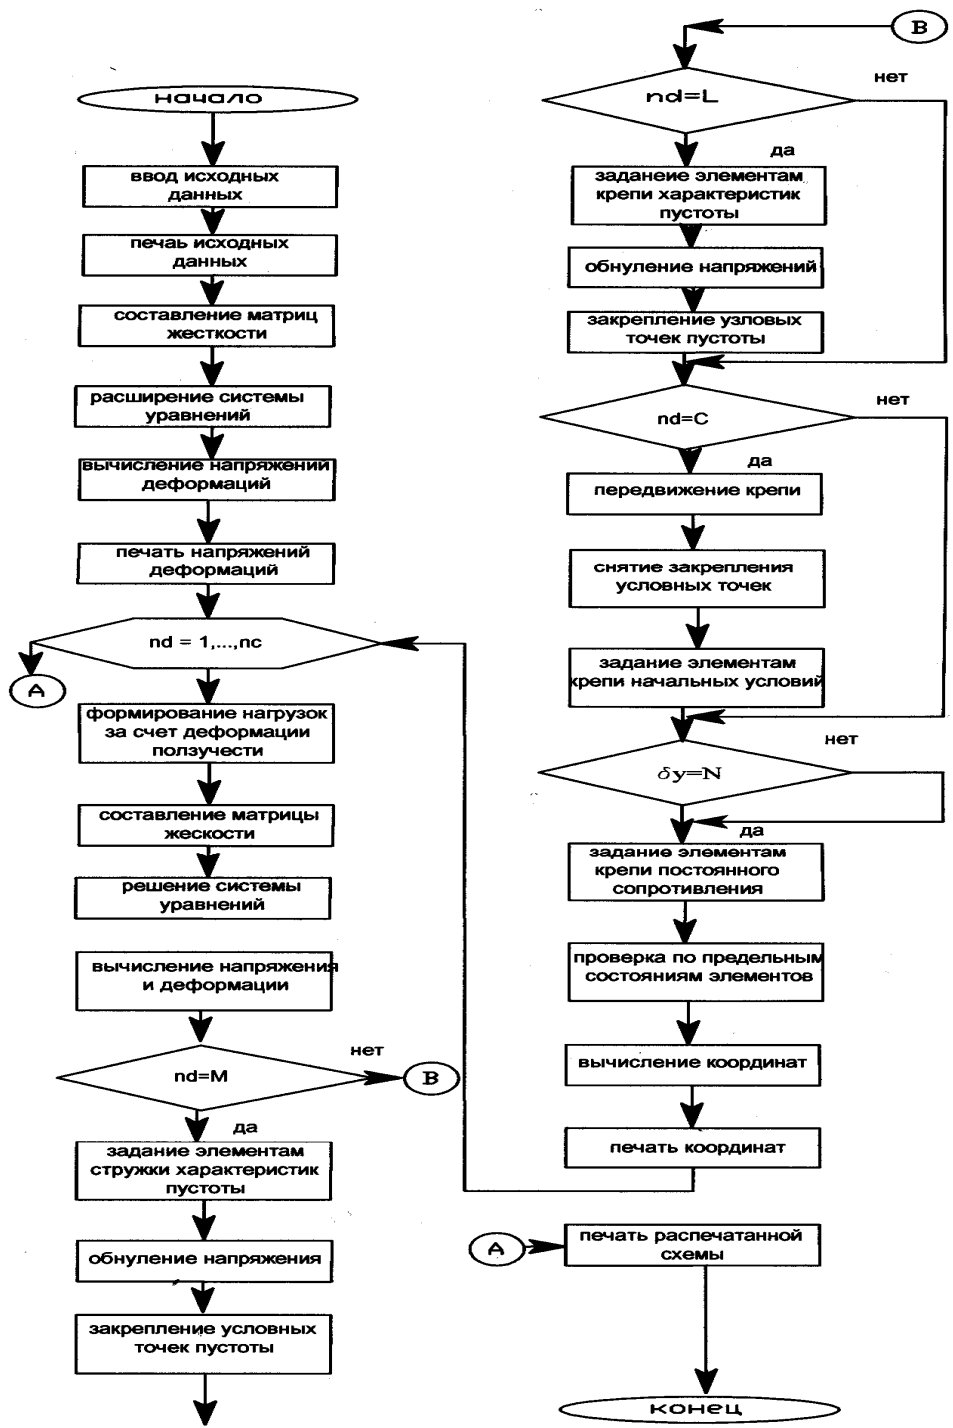 начало
ввод исходных
данных
печаь исходных
данных
составление матриц
жесткости
расширение системы
уравнений
вычисление напряжений
деформаций
печать напряжений
деформаций
nd = 1,...,nc
А
формирование нагрузок
за счет деформации
ползучести
составление матрицы
жескости
решение системы
уравнений
вычисление напряжения
и деформации
нет
nd=M
В
да
задание элементам
стружки характеристик
пустоты
обнуление напряжения
закрепление условных
точек пустоты
В
нет
nd=L
да
заданеие элементам
крепи характеристик
пустоты
обнуление напряжений
закрепление узловых
точек пустоты
нет
nd=C
да
передвижение крепи
снятие закрепления
условных точек
задание элементам
крепи начальных условий
нет
δy=N
да
задание элементам
крепи постоянного
сопротивления
проверка по предельным
состояниям элементов
вычисление координат
печать координат
А
печать распечатанной
схемы
конец